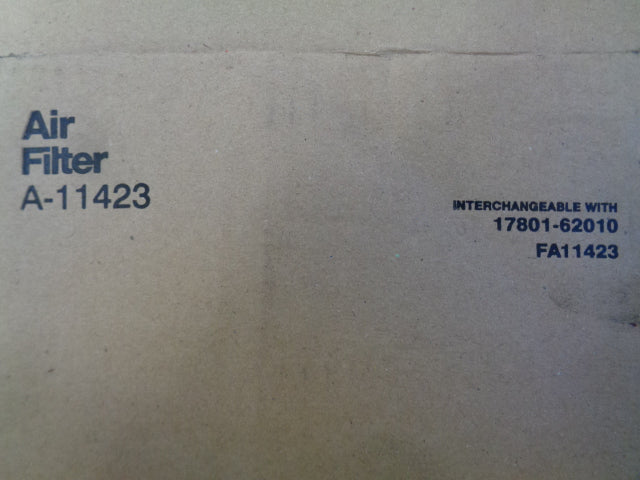 Air
Filter
A-11423
INTERCHANGEABLE WITH
17801-62010
FA11423